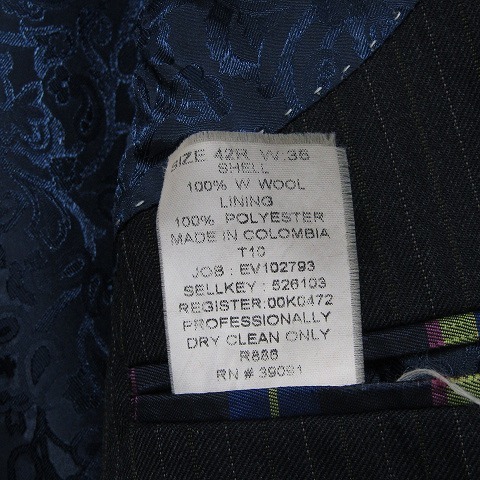 SIZE 42R W:36
SHELL
100% W WOOL
LINING
100% POLYESTER
MADE IN COLOMBIA
T10
JOB : EV102793
SELLKEY : 526103
REGISTER:00K0472
PROFESSIONALLY
DRY CLEAN ONLY
R886
RN # 39091